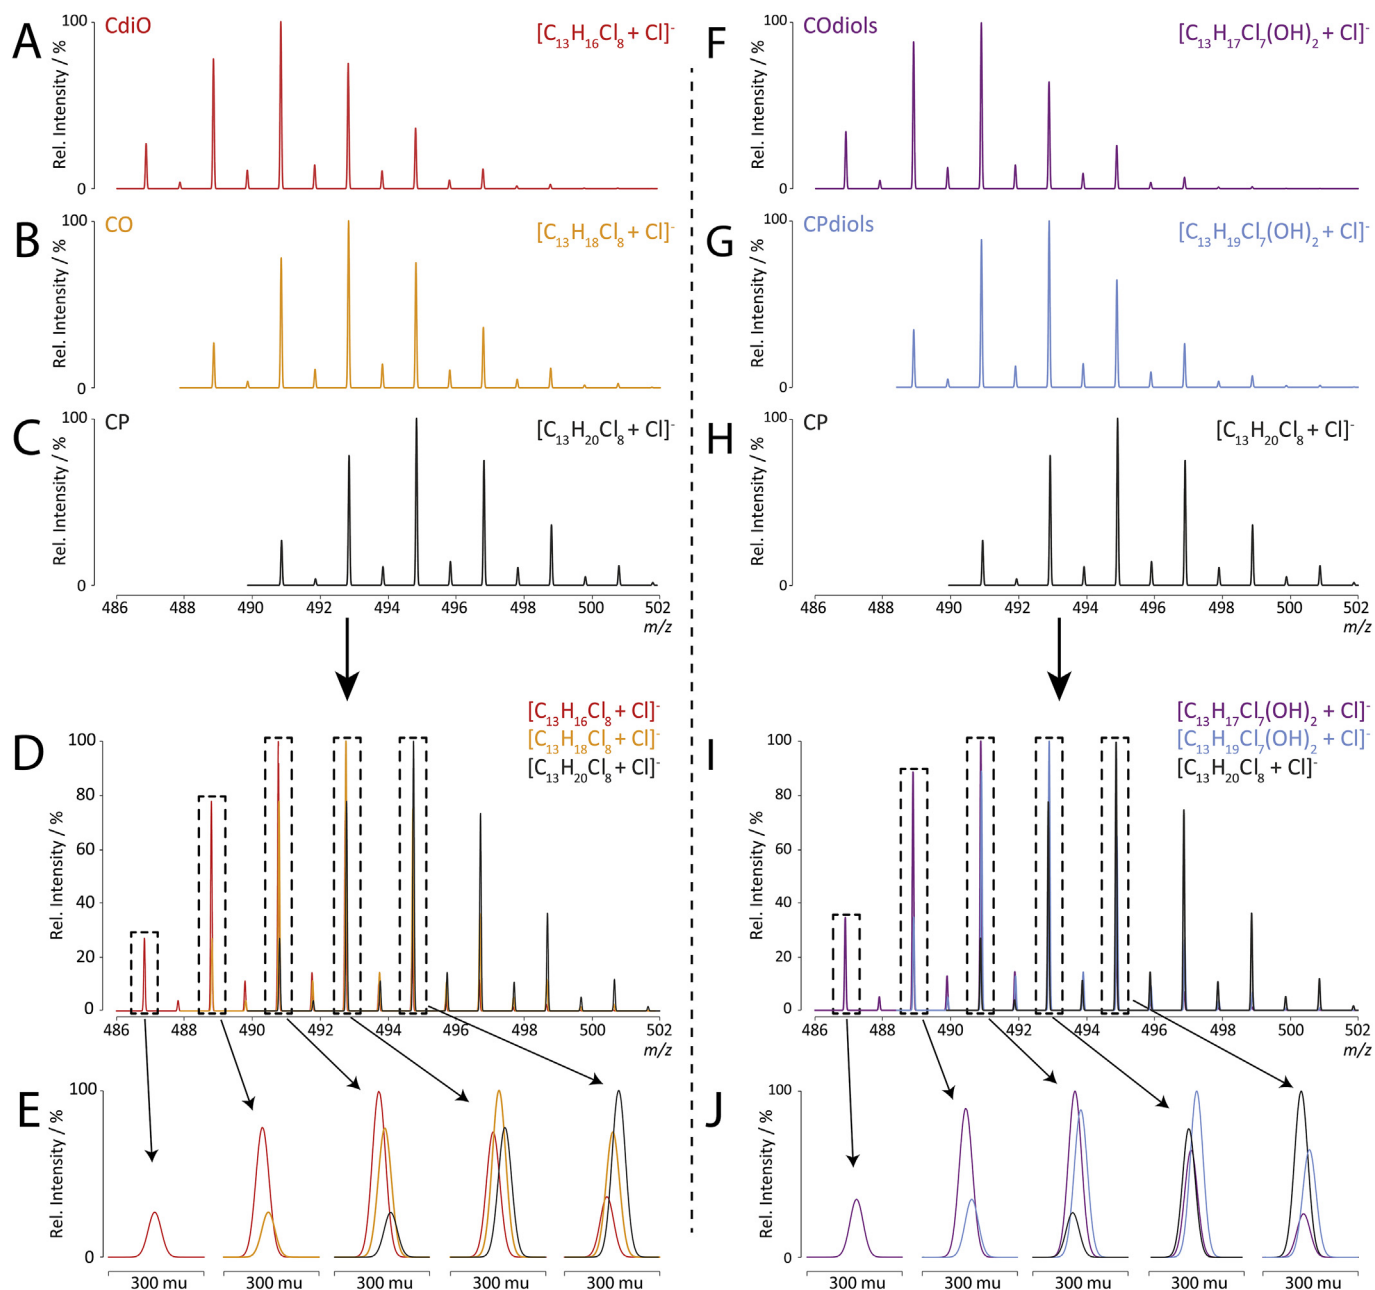 A
CdiO
[C13H16Cl8 + Cl]-
Rel. Intensity / %
100
0
B
CO
[C13H18Cl8 + Cl]-
Rel. Intensity / %
100
0
C
CP
[C13H20Cl8 + Cl]-
Rel. Intensity / %
100
0
486 488 490 492 494 496 498 500 502
m/z
D
[C13H16Cl8 + Cl]-
[C13H18Cl8 + Cl]-
[C13H20Cl8 + Cl]-
Rel. Intensity / %
100
80
60
40
20
0
486 488 490 492 494 496 498 500 502
m/z
E
Rel. Intensity / %
100
0
300 mu 300 mu 300 mu 300 mu 300 mu
F
COdiols
[C13H17Cl7(OH)2 + Cl]-
Rel. Intensity / %
100
0
G
CPdiols
[C13H19Cl7(OH)2 + Cl]-
Rel. Intensity / %
100
0
H
CP
[C13H20Cl8 + Cl]-
Rel. Intensity / %
100
0
486 488 490 492 494 496 498 500 502
m/z
I
[C13H17Cl7(OH)2 + Cl]-
[C13H19Cl7(OH)2 + Cl]-
[C13H20Cl8 + Cl]-
Rel. Intensity / %
100
80
60
40
20
0
486 488 490 492 494 496 498 500 502
m/z
J
Rel. Intensity / %
100
0
300 mu 300 mu 300 mu 300 mu 300 mu